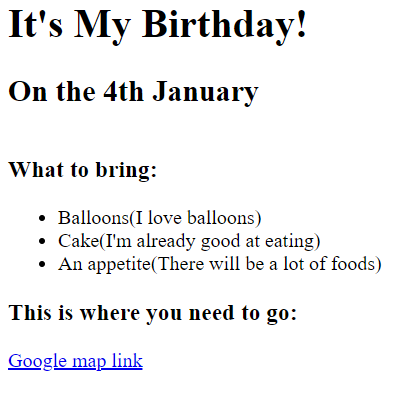 It's My Birthday!
On the 4th January
What to bring:
Balloons(I love balloons)
Cake(I'm already good at eating)
An appetite(There will be a lot of foods)
This is where you need to go:
Google map link